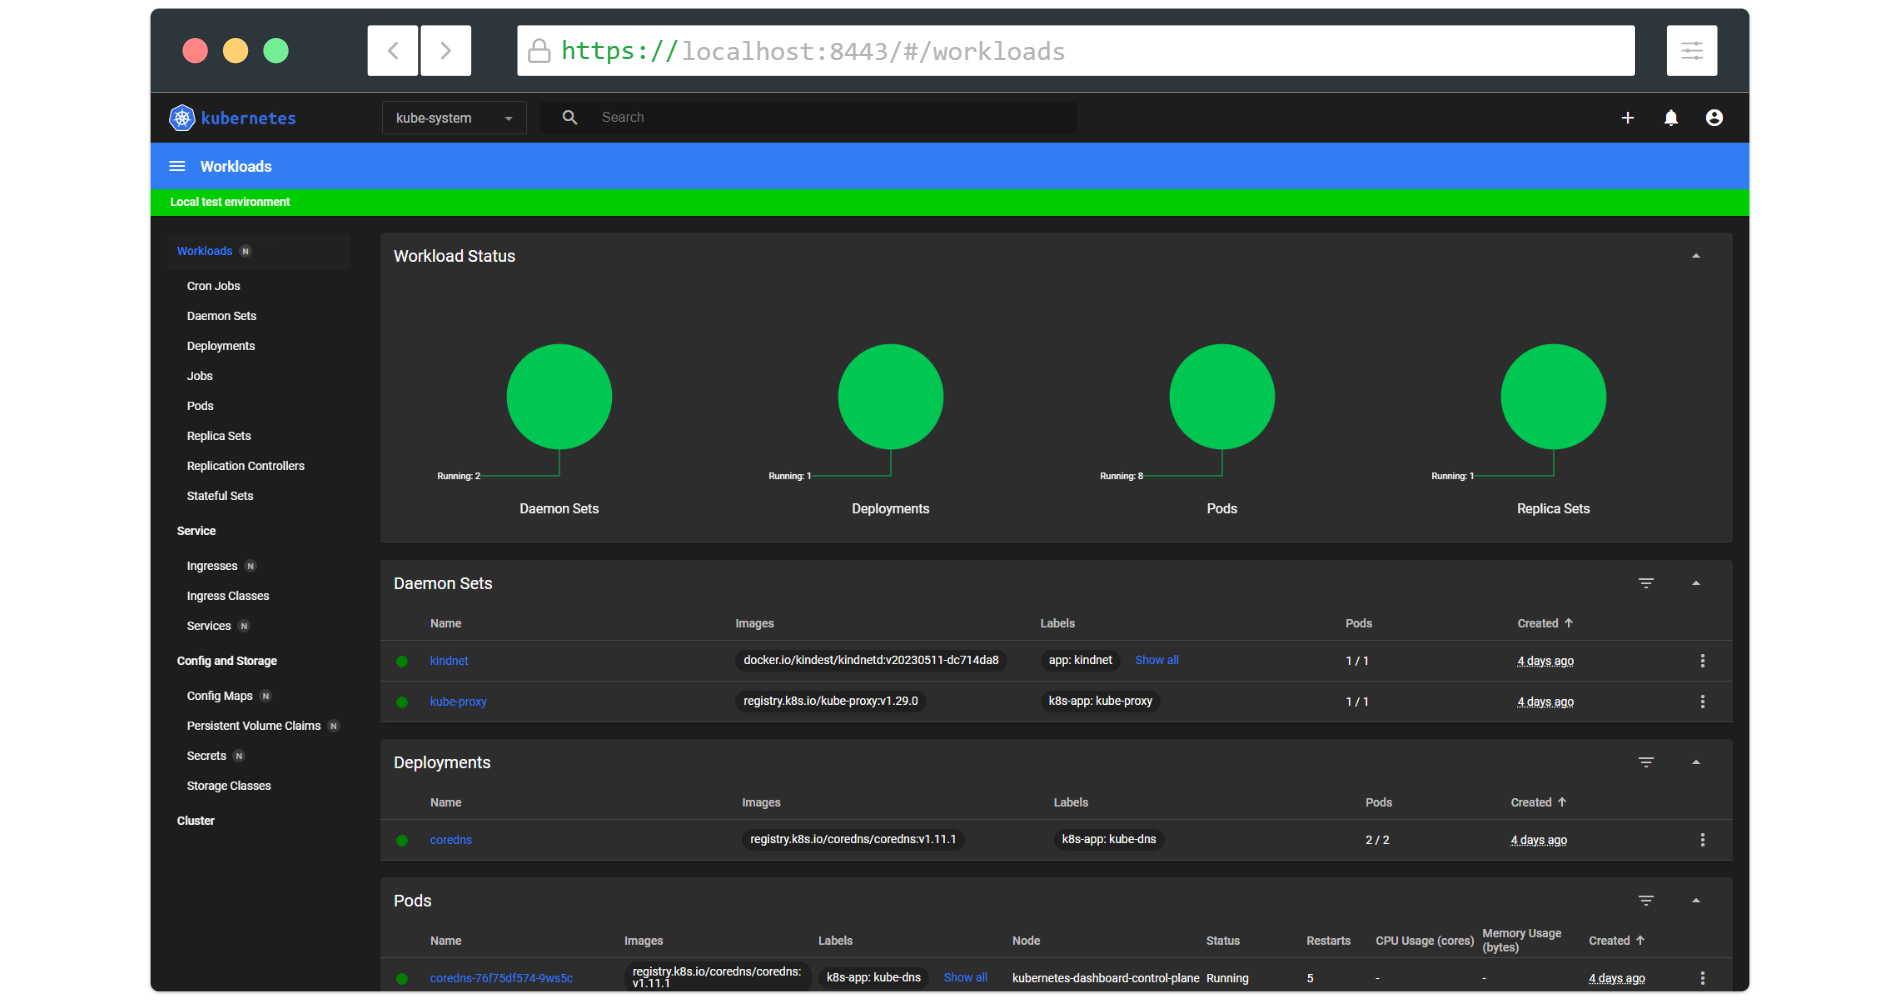 https://localhost:8443/#/workloads
kubernetes
kube-system
Search
Workloads
Local test environment
Workloads N
Cron Jobs
Daemon Sets
Deployments
Jobs
Pods
Replica Sets
Replication Controllers
Stateful Sets
Service
Ingresses N
Ingress Classes
Services N
Config and Storage
Config Maps N
Persistent Volume Claims N
Secrets N
Storage Classes
Cluster
Workload Status
Running: 2
Running: 1
Running: 8
Running: 1
Daemon Sets
Deployments
Pods
Replica Sets
Daemon Sets
Name Images Labels Pods Created
kindnet docker.io/kindest/kindnetd:v20230511-dc714da8 app: kindnet Show all 1 / 1 4 days ago
kube-proxy registry.k8s.io/kube-proxy:v1.29.0 k8s-app: kube-proxy 1 / 1 4 days ago
Deployments
Name Images Labels Pods Created
coredns registry.k8s.io/coredns/coredns:v1.11.1 k8s-app: kube-dns 2 / 2 4 days ago
Pods
Name Images Labels Node Status Restarts CPU Usage (cores) Memory Usage (bytes) Created
coredns-76f75df574-9ws5c registry.k8s.io/coredns/coredns:v1.11.1 k8s-app: kube-dns Show all kubernetes-dashboard-control-plane Running 5 - - 4 days ago